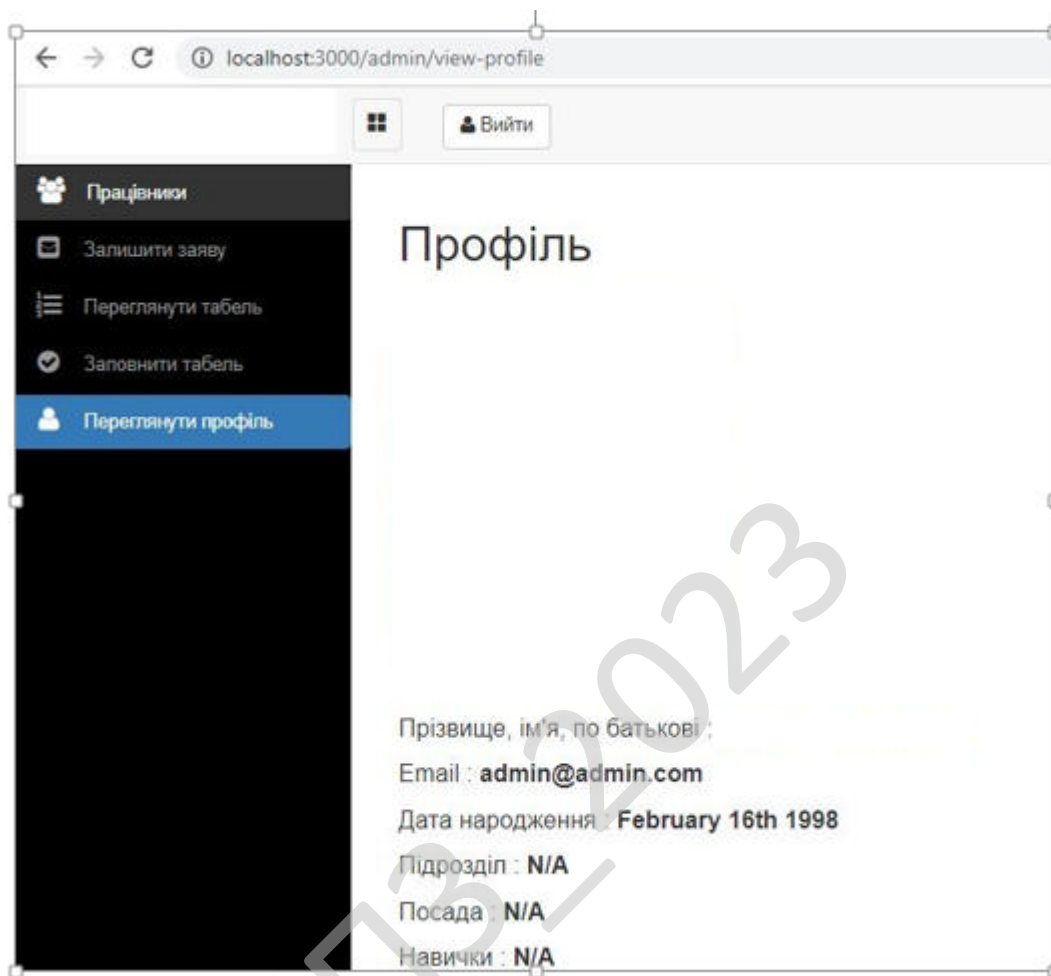 localhost:3000/admin/view-profile
Вийти
Працівники
Залишити заяву
Переглянути табель
Заповнити табель
Переглянути профіль
Профіль
Прізвище, ім'я, по батькові :
Email : admin@admin.com
Дата народження : February 16th 1998
Підрозділ : N/A
Посада : N/A
Навички : N/A
ПЗ_2023